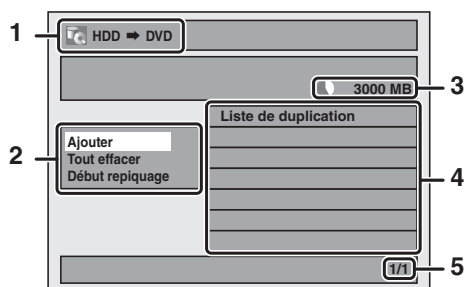 1
HDD ➡ DVD
3000 MB
3
Liste de duplication
2
Ajouter
Tout effacer
Début repiquage
4
1/1
5